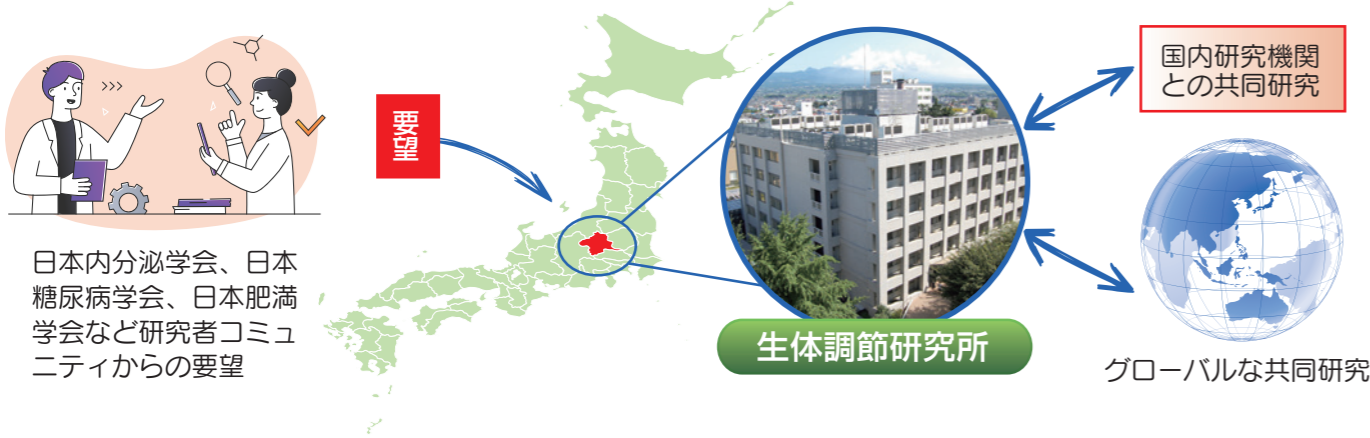 要望
日本内分泌学会、日本
糖尿病学会、日本肥満
学会など研究者コミュ
ニティからの要望
生体調節研究所
国内研究機関
との共同研究
グローバルな共同研究